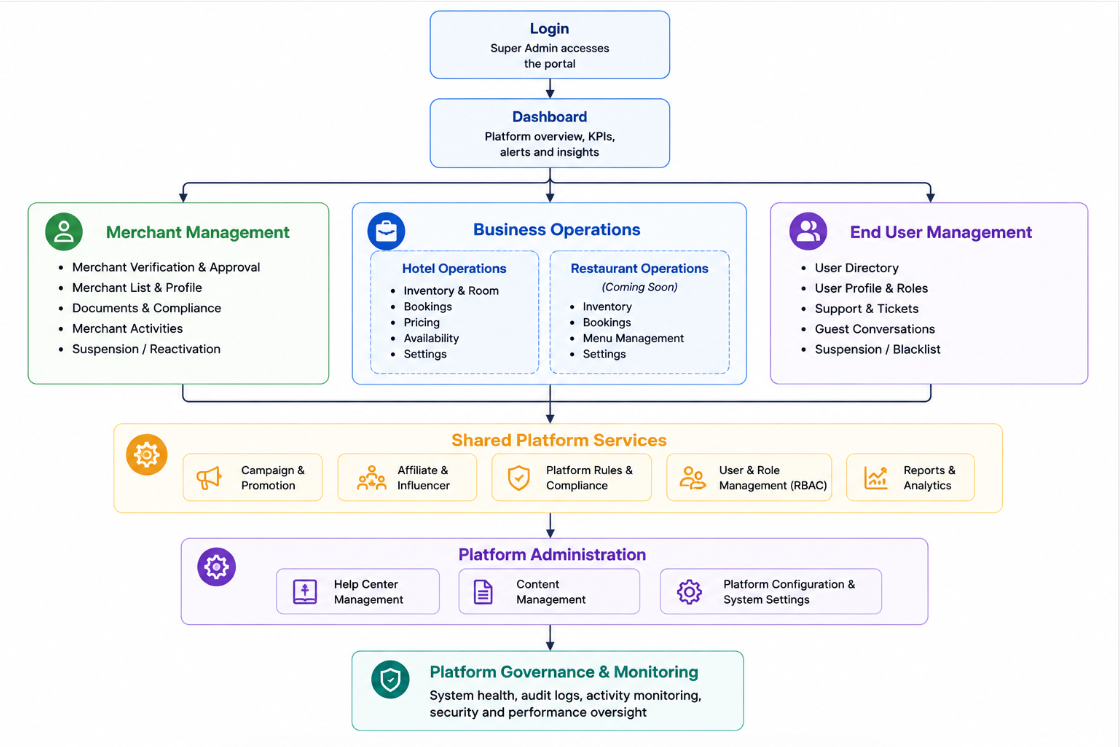 Login
Super Admin accesses
the portal
Dashboard
Platform overview, KPIs,
alerts and insights
Merchant Management
• Merchant Verification & Approval
• Merchant List & Profile
• Documents & Compliance
• Merchant Activities
• Suspension / Reactivation
Business Operations
Hotel Operations
• Inventory & Room
• Bookings
• Pricing
• Availability
• Settings
Restaurant Operations
(Coming Soon)
• Inventory
• Bookings
• Menu Management
• Settings
End User Management
• User Directory
• User Profile & Roles
• Support & Tickets
• Guest Conversations
• Suspension / Blacklist
Shared Platform Services
Campaign &
Promotion
Affiliate &
Influencer
Platform Rules &
Compliance
User & Role
Management (RBAC)
Reports &
Analytics
Platform Administration
Help Center
Management
Content
Management
Platform Configuration &
System Settings
Platform Governance & Monitoring
System health, audit logs, activity monitoring,
security and performance oversight